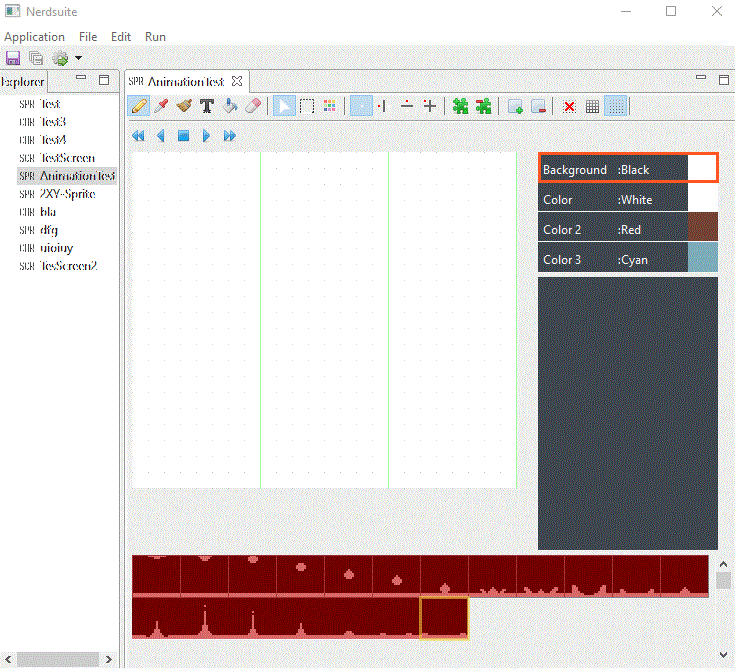 Nerdsuite
Application File Edit Run
Explorer
SPR AnimationTest
SPR Test
CHR Test3
CHR Test4
SCR TestScreen
SPR AnimationTest
SPR 2XY-Sprite
CHR bla
SPR dfg
CHR uioiuy
SCR TesScreen2
T
Background :Black
Color :White
Color 2 :Red
Color 3 :Cyan